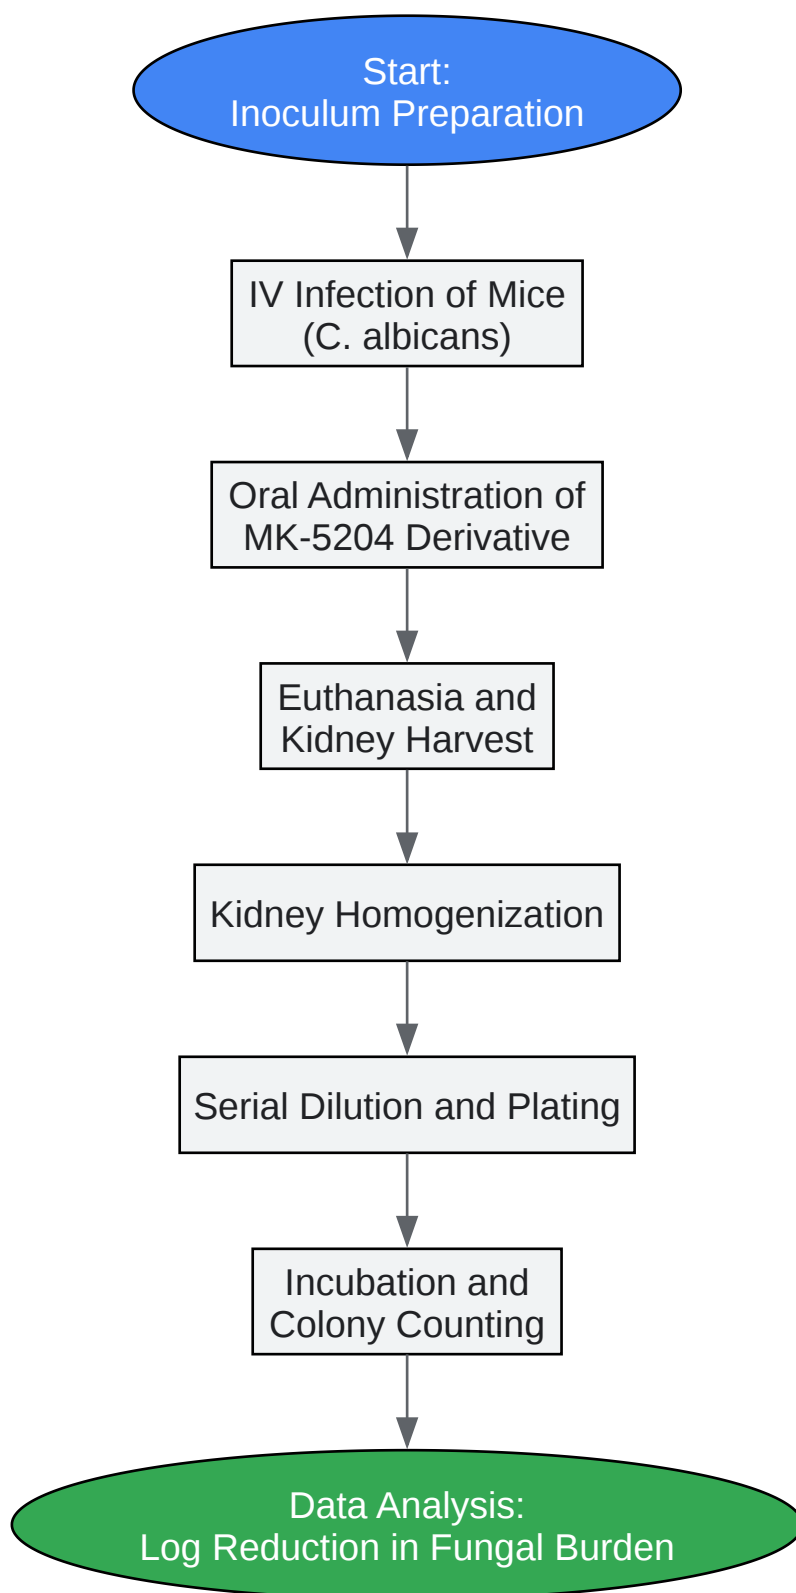 Start:
Inoculum Preparation
IV Infection of Mice
(C. albicans)
Oral Administration of
MK-5204 Derivative
Euthanasia and
Kidney Harvest
Kidney Homogenization
Serial Dilution and Plating
Incubation and
Colony Counting
Data Analysis:
Log Reduction in Fungal Burden